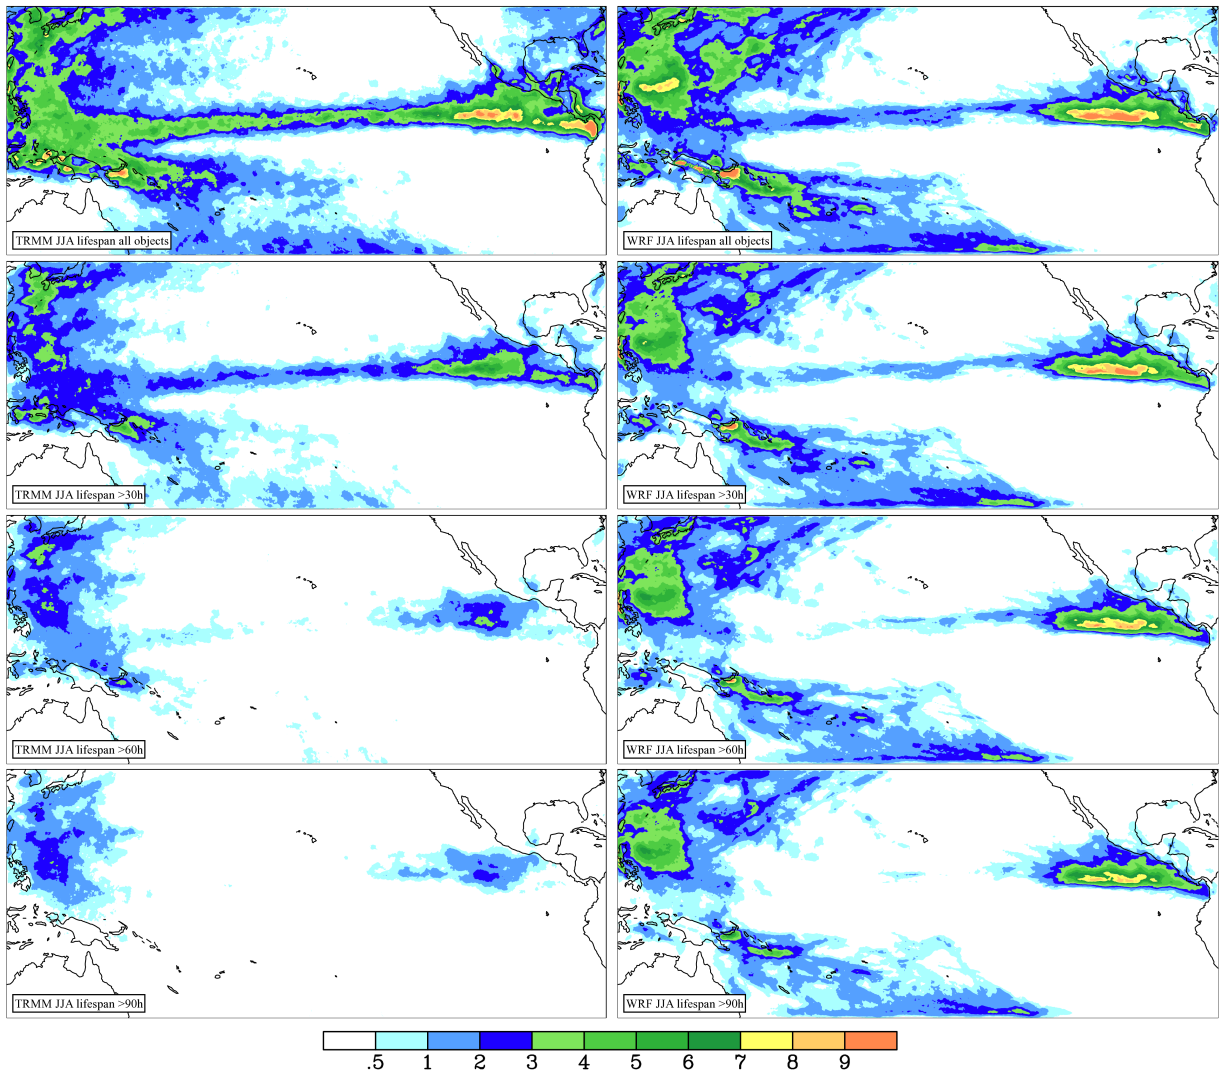 TRMM JJA lifespan all objects
WRF JJA lifespan all objects
TRMM JJA lifespan >30h
WRF JJA lifespan >30h
TRMM JJA lifespan >60h
WRF JJA lifespan >60h
TRMM JJA lifespan >90h
WRF JJA lifespan >90h
.5 1 2 3 4 5 6 7 8 9